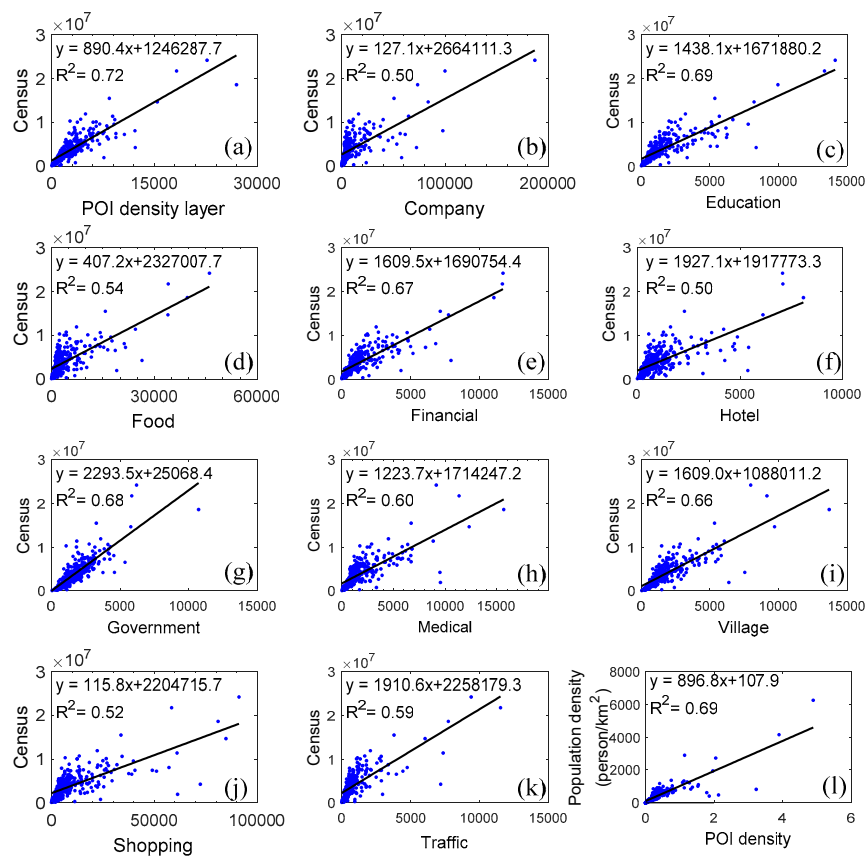 ×10^7
3
2
1
0
Census
y = 890.4x+1246287.7
R^2= 0.72
(a)
0 15000 30000
POI density layer
×10^7
3
2
1
0
Census
y = 127.1x+2664111.3
R^2= 0.50
(b)
0 100000 200000
Company
×10^7
3
2
1
0
Census
y = 1438.1x+1671880.2
R^2= 0.69
(c)
0 5000 10000 15000
Education
×10^7
3
2
1
0
Census
y = 407.2x+2327007.7
R^2= 0.54
(d)
0 30000 60000
Food
×10^7
3
2
1
0
Census
y = 1609.5x+1690754.4
R^2= 0.67
(e)
0 5000 10000 15000
Financial
×10^7
3
2
1
0
Census
y = 1927.1x+1917773.3
R^2= 0.50
(f)
0 5000 10000
Hotel
×10^7
3
2
1
0
Census
y = 2293.5x+25068.4
R^2= 0.68
(g)
0 5000 10000 15000
Government
×10^7
3
2
1
0
Census
y = 1223.7x+1714247.2
R^2= 0.60
(h)
0 5000 10000 15000
Medical
×10^7
3
2
1
0
Census
y = 1609.0x+1088011.2
R^2= 0.66
(i)
0 5000 10000 15000
Village
×10^7
3
2
1
0
Census
y = 115.8x+2204715.7
R^2= 0.52
(j)
0 50000 100000
Shopping
×10^7
3
2
1
0
Census
y = 1910.6x+2258179.3
R^2= 0.59
(k)
0 5000 10000 15000
Traffic
8000
6000
4000
2000
0
Population density
(person/km^2)
y = 896.8x+107.9
R^2= 0.69
(l)
0 2 4 6
POI density